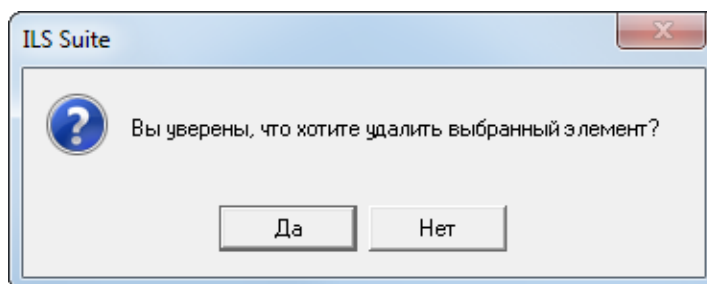 ILS Suite
Вы уверены, что хотите удалить выбранный элемент?
Да
Нет